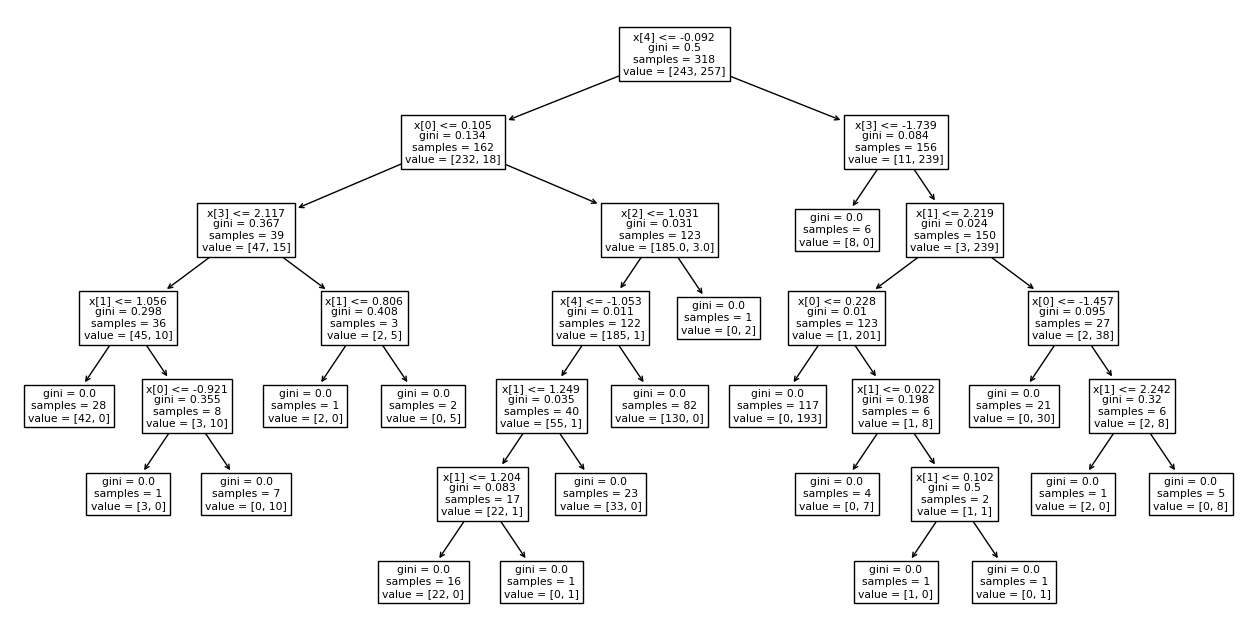 x[4] <= -0.092
gini = 0.5
samples = 318
value = [243, 257]
x[0] <= 0.105
gini = 0.134
samples = 162
value = [232, 18]
x[3] <= -1.739
gini = 0.084
samples = 156
value = [11, 239]
x[3] <= 2.117
gini = 0.367
samples = 39
value = [47, 15]
x[2] <= 1.031
gini = 0.031
samples = 123
value = [185.0, 3.0]
gini = 0.0
samples = 6
value = [8, 0]
x[1] <= 2.219
gini = 0.024
samples = 150
value = [3, 239]
x[1] <= 1.056
gini = 0.298
samples = 36
value = [45, 10]
x[1] <= 0.806
gini = 0.408
samples = 3
value = [2, 5]
x[4] <= -1.053
gini = 0.011
samples = 122
value = [185, 1]
gini = 0.0
samples = 1
value = [0, 2]
x[0] <= 0.228
gini = 0.01
samples = 123
value = [1, 201]
x[0] <= -1.457
gini = 0.095
samples = 27
value = [2, 38]
gini = 0.0
samples = 28
value = [42, 0]
x[0] <= -0.921
gini = 0.355
samples = 8
value = [3, 10]
gini = 0.0
samples = 1
value = [2, 0]
gini = 0.0
samples = 2
value = [0, 5]
x[1] <= 1.249
gini = 0.035
samples = 40
value = [55, 1]
gini = 0.0
samples = 82
value = [130, 0]
gini = 0.0
samples = 117
value = [0, 193]
x[1] <= 0.022
gini = 0.198
samples = 6
value = [1, 8]
gini = 0.0
samples = 21
value = [0, 30]
x[1] <= 2.242
gini = 0.32
samples = 6
value = [2, 8]
gini = 0.0
samples = 1
value = [3, 0]
gini = 0.0
samples = 7
value = [0, 10]
x[1] <= 1.204
gini = 0.083
samples = 17
value = [22, 1]
gini = 0.0
samples = 23
value = [33, 0]
gini = 0.0
samples = 4
value = [0, 7]
x[1] <= 0.102
gini = 0.5
samples = 2
value = [1, 1]
gini = 0.0
samples = 1
value = [2, 0]
gini = 0.0
samples = 5
value = [0, 8]
gini = 0.0
samples = 16
value = [22, 0]
gini = 0.0
samples = 1
value = [0, 1]
gini = 0.0
samples = 1
value = [1, 0]
gini = 0.0
samples = 1
value = [0, 1]